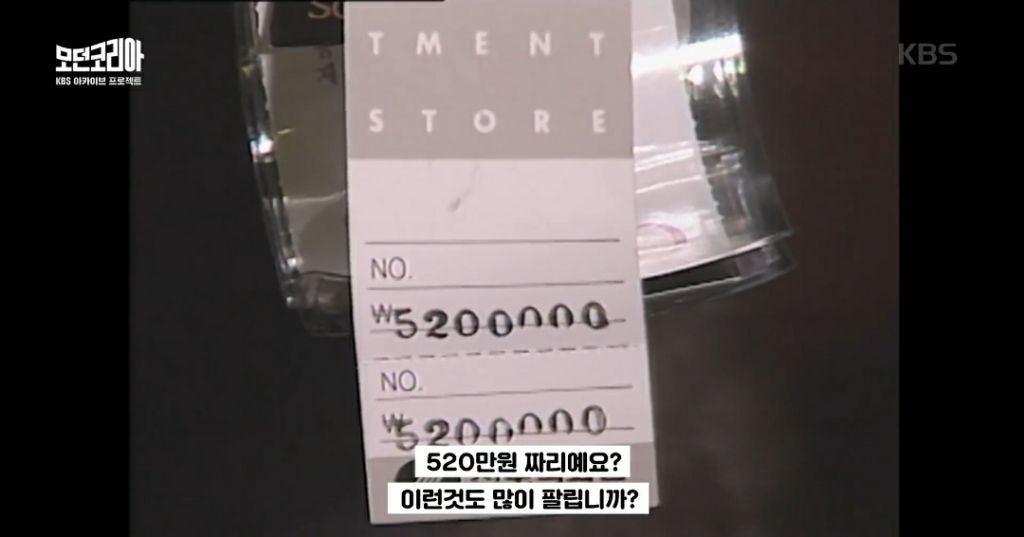 모던코리아
KBS 아카이브 프로젝트
KBS
TMENT
STORE
NO.
₩5200000
NO.
₩5200000
520만원 짜리예요?
이런것도 많이 팔립니까?